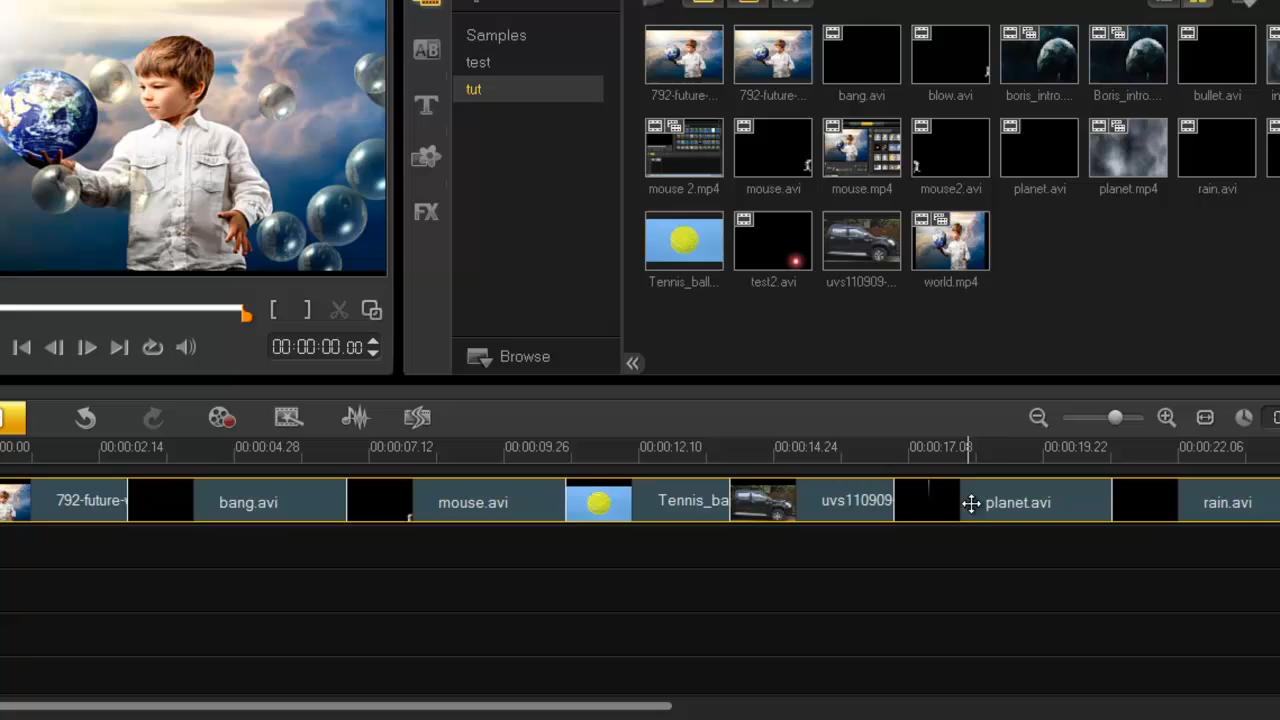 Samples
test
tut
Browse
792-future-...
792-future-...
bang.avi
blow.avi
boris_intro....
Boris_intro....
bullet.avi
mouse 2.mp4
mouse.avi
mouse.mp4
mouse2.avi
planet.avi
planet.mp4
rain.avi
Tennis_ball...
test2.avi
uvs110909-...
world.mp4
AB
T
FX
[ ]
00:00:00.00
00.00 00:00:02.14 00:00:04.28 00:00:07.12 00:00:09.26 00:00:12.10 00:00:14.24 00:00:17.08 00:00:19.22 00:00:22.06
792-future-v bang.avi mouse.avi Tennis_ba uvs110909 planet.avi rain.avi